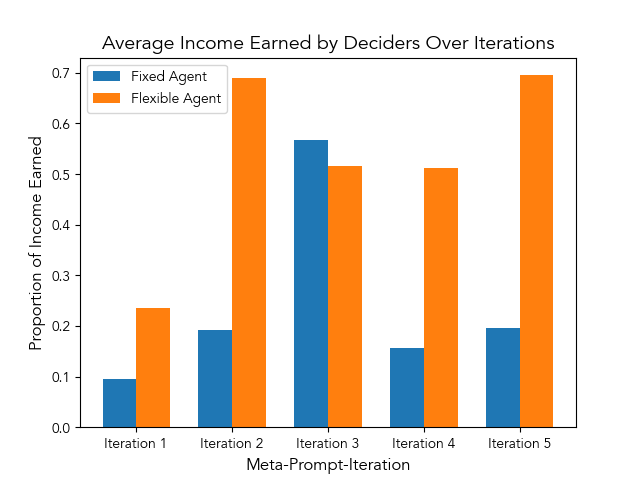 Average Income Earned by Deciders Over Iterations
Fixed Agent
Flexible Agent
Proportion of Income Earned
0.7
0.6
0.5
0.4
0.3
0.2
0.1
0.0
Iteration 1 Iteration 2 Iteration 3 Iteration 4 Iteration 5
Meta-Prompt-Iteration